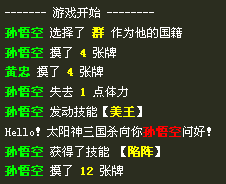 ------- 游戏开始 --------
孙悟空 选择了 群 作为他的国籍
孙悟空 摸了 4 张牌
黄忠 摸了 4 张牌
孙悟空 失去 1 点体力
孙悟空 发动技能【美王】
Hello! 太阳神三国杀向你孙悟空问好!
孙悟空 获得了技能 【陷阵】
孙悟空 摸了 12 张牌